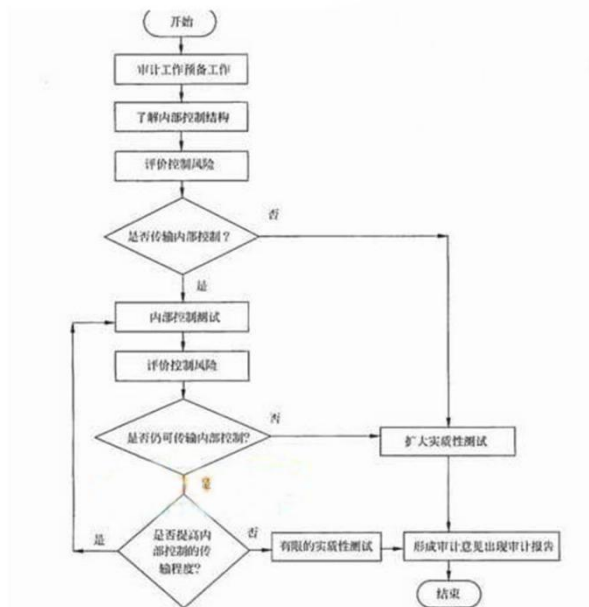 开始
审计工作预备工作
了解内部控制结构
评价控制风险
否
是否传输内部控制？
是
内部控制测试
评价控制风险
否
是否仍可传输内部控制?
扩大实质性测试
是
是
是否提高内
部控制的传
输程度?
否
有限的实质性测试
形成审计意见出现审计报告
结束